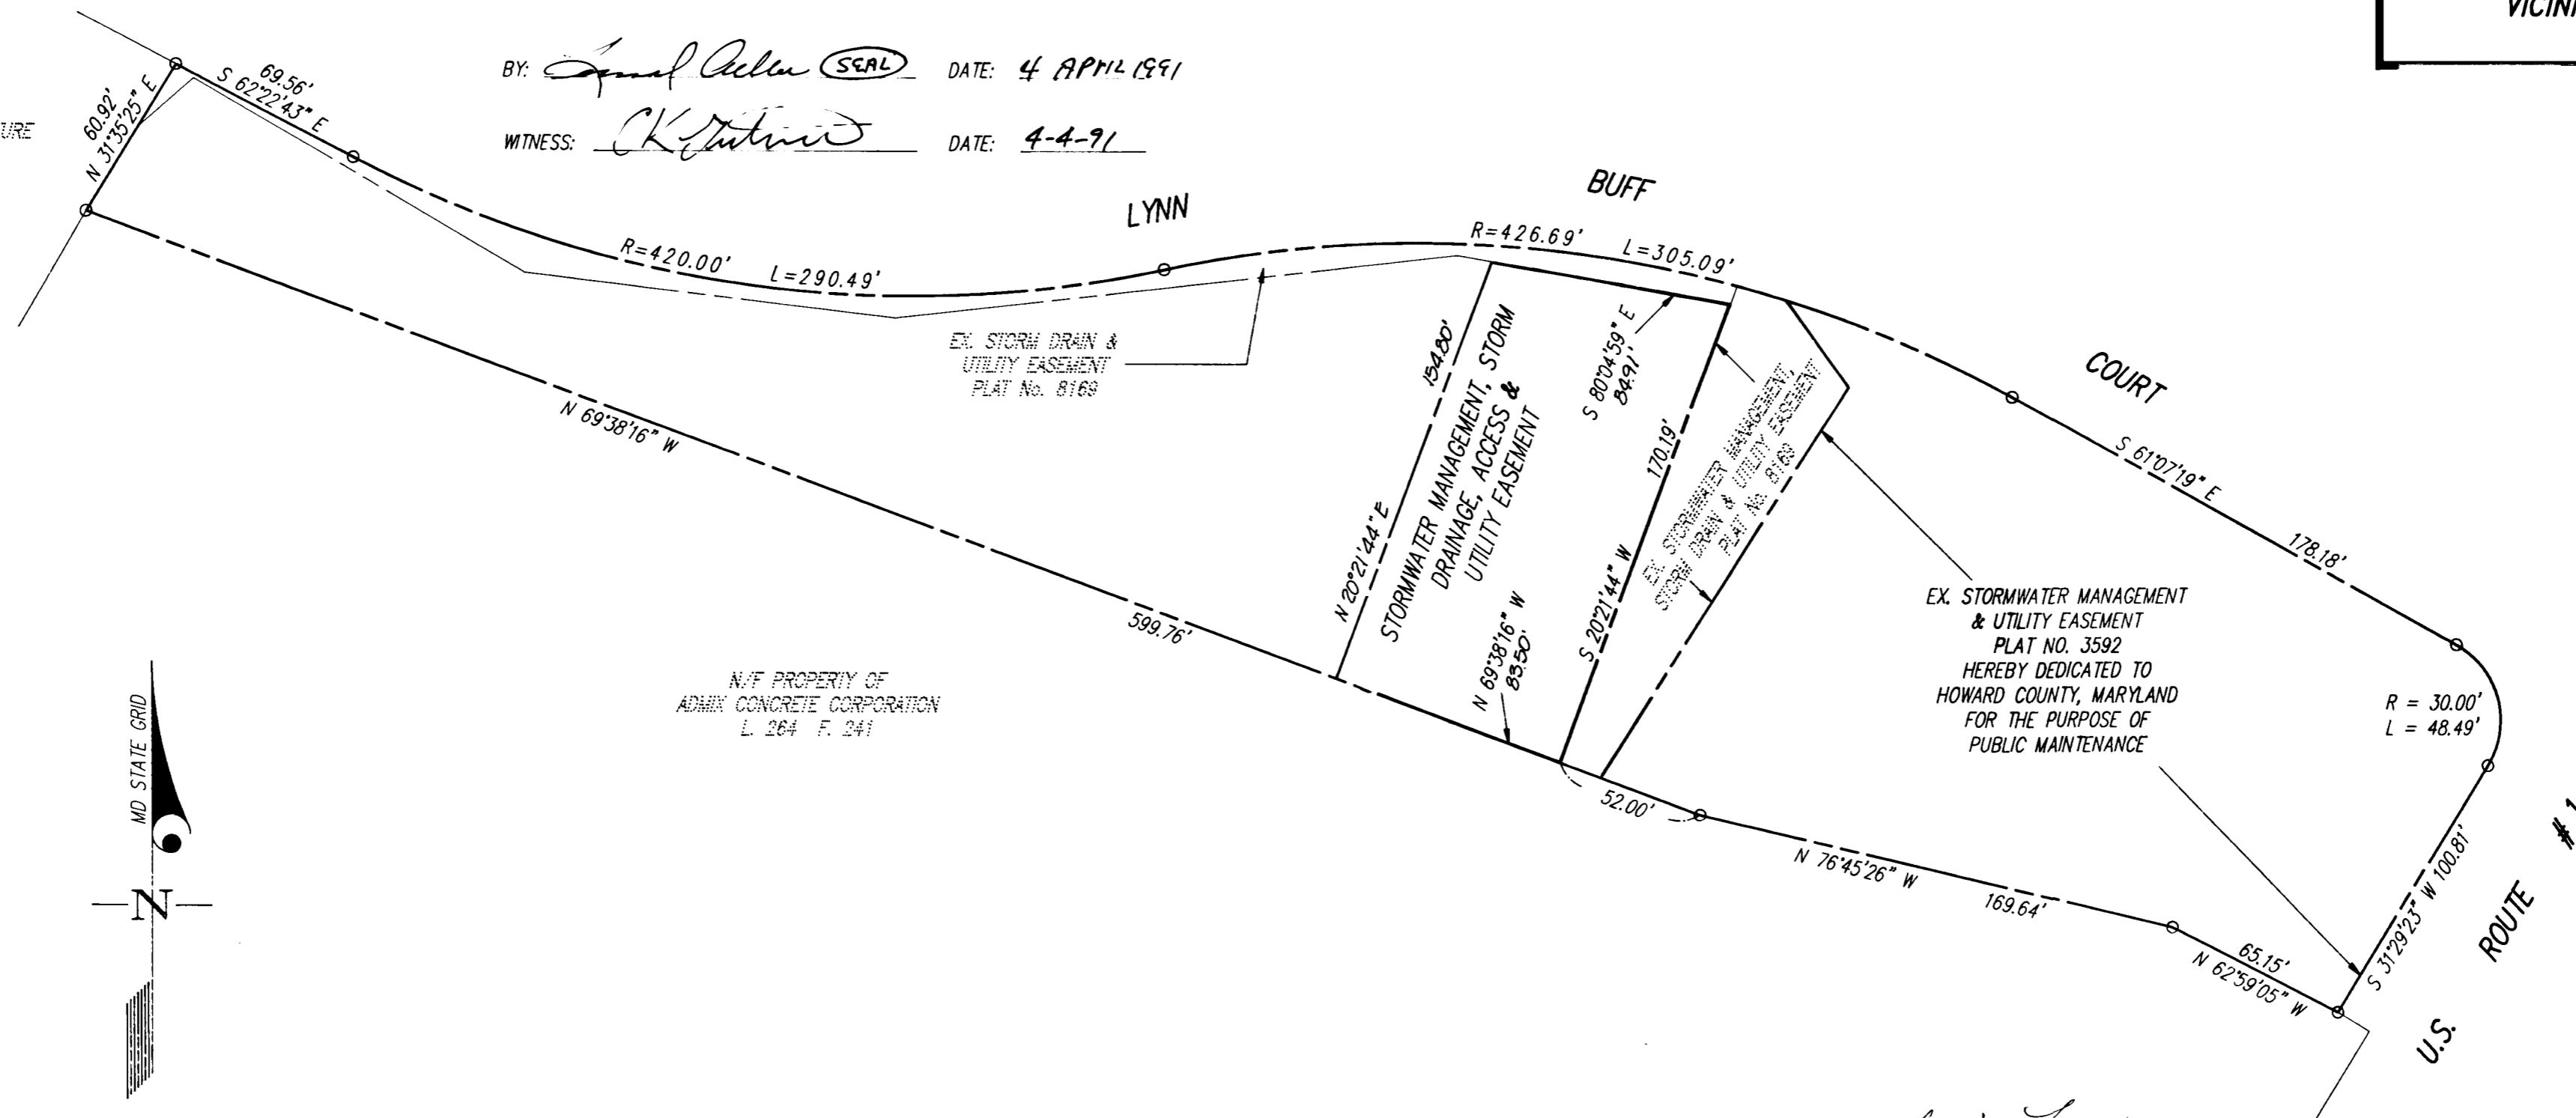 VICINI
BY: SEAL DATE: 4 APRIL 1991
WITNESS: DATE: 4-4-91
URE
60.92'
N 31°35'25" E
69.56'
S 62°22'43" E
LYNN
BUFF
COURT
R=420.00' L=290.49'
R=426.69' L=305.09'
EX. STORM DRAIN &
UTILITY EASEMENT
PLAT No. 8169
N 69°38'16" W
599.76'
154.80'
N 20°21'44" E
STORMWATER MANAGEMENT, STORM
DRAINAGE, ACCESS &
UTILITY EASEMENT
S 80°04'59" E
84.91'
170.19'
S 20°21'44" W
N 69°38'16" W
83.50'
EX. STORMWATER MANAGEMENT,
STORM DRAIN & UTILITY EASEMENT
PLAT No. 8169
S 61°07'19" E
178.18'
EX. STORMWATER MANAGEMENT
& UTILITY EASEMENT
PLAT NO. 3592
HEREBY DEDICATED TO
HOWARD COUNTY, MARYLAND
FOR THE PURPOSE OF
PUBLIC MAINTENANCE
R = 30.00'
L = 48.49'
52.00'
N 76°45'26" W
169.64'
65.15'
N 62°59'05" W
S 31°29'23" W 100.81'
U.S. ROUTE # 1
N/F PROPERTY OF
ADMIX CONCRETE CORPORATION
L. 264 F. 241
MD STATE GRID
N